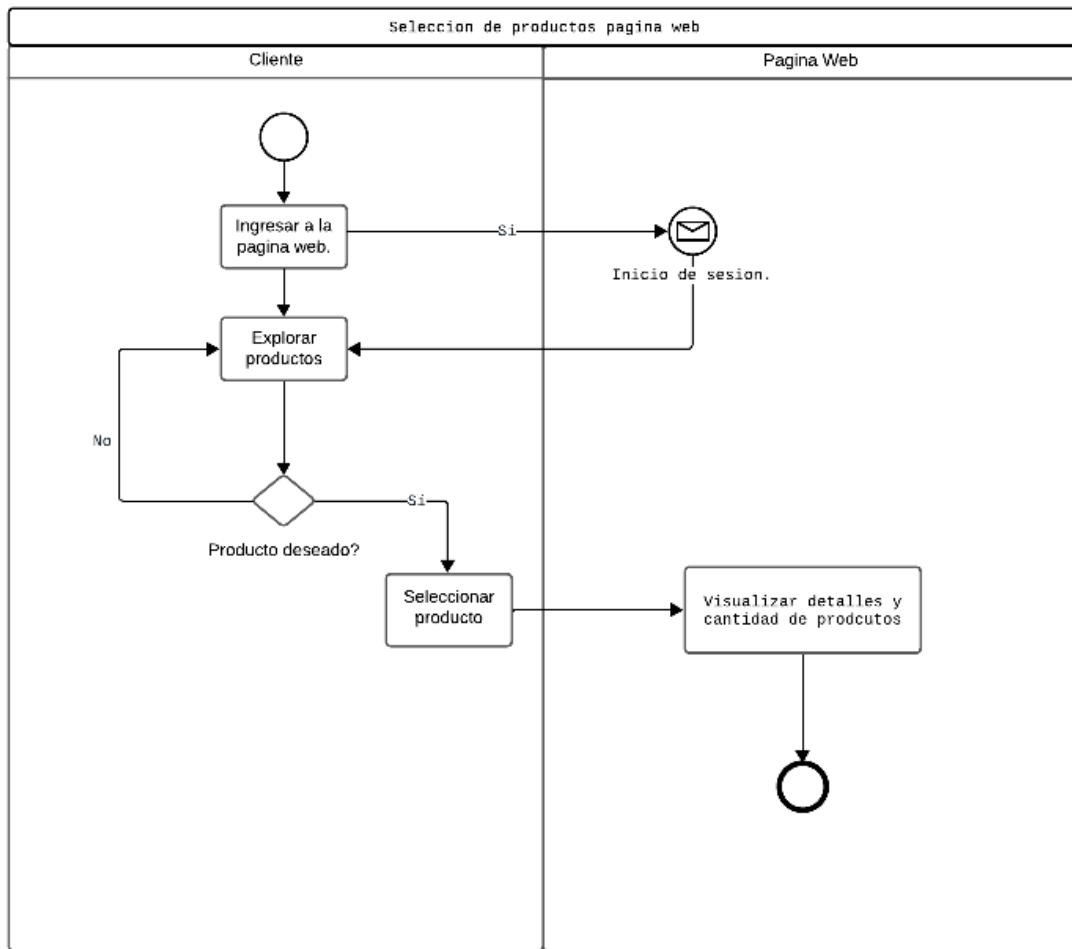 Seleccion de productos pagina web
Cliente
Pagina Web
Ingresar a la
pagina web.
Si
Inicio de sesion.
Explorar
productos
No
Si
Producto deseado?
Seleccionar
producto
Visualizar detalles y
cantidad de prodcutos